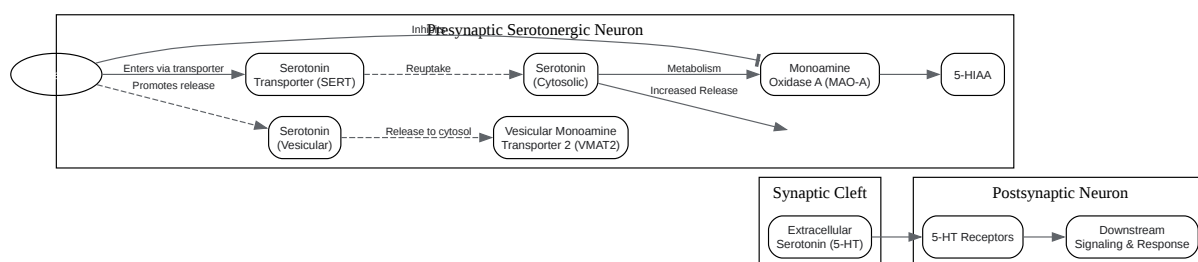 Presynaptic Serotonergic Neuron
Inhibits
Enters via transporter
Promotes release
Serotonin
Transporter (SERT)
Reuptake
Serotonin
(Cytosolic)
Metabolism
Increased Release
Monoamine
Oxidase A (MAO-A)
5-HIAA
Serotonin
(Vesicular)
Release to cytosol
Vesicular Monoamine
Transporter 2 (VMAT2)
Synaptic Cleft
Extracellular
Serotonin (5-HT)
Postsynaptic Neuron
5-HT Receptors
Downstream
Signaling & Response